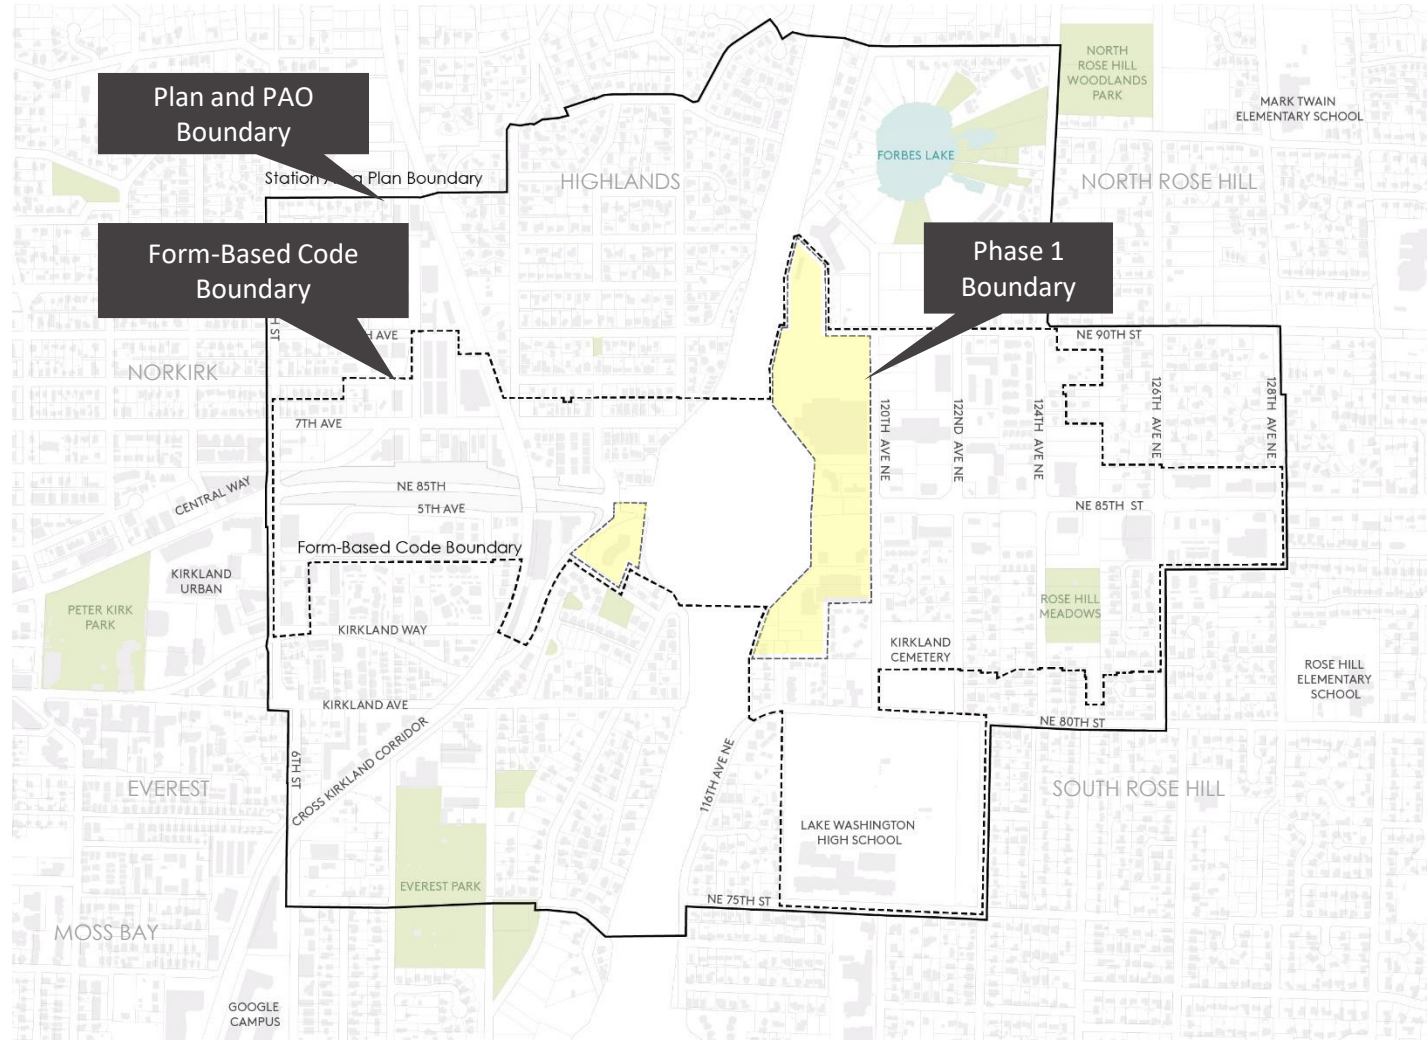 NORTH
ROSE HILL
WOODLANDS
PARK
MARK TWAIN
ELEMENTARY SCHOOL
Plan and PAO
Boundary
FORBES LAKE
Station Plan Boundary
HIGHLANDS
NORTH ROSE HILL
Form-Based Code
Boundary
Phase 1
Boundary
ST
AVE
NE 90TH ST
NORKIRK
120TH AVE NE
122ND AVE NE
124TH AVE NE
126TH AVE NE
128TH AVE NE
7TH AVE
NE 85TH
CENTRAL WAY
5TH AVE
NE 85TH ST
Form-Based Code Boundary
KIRKLAND
URBAN
PETER KIRK
PARK
ROSE HILL
MEADOWS
KIRKLAND WAY
KIRKLAND
CEMETERY
ROSE HILL
ELEMENTARY
SCHOOL
KIRKLAND AVE
NE 80TH ST
6TH ST
CROSS KIRKLAND CORRIDOR
116TH AVE NE
EVEREST
SOUTH ROSE HILL
LAKE WASHINGTON
HIGH SCHOOL
EVEREST PARK
NE 75TH ST
MOSS BAY
GOOGLE
CAMPUS